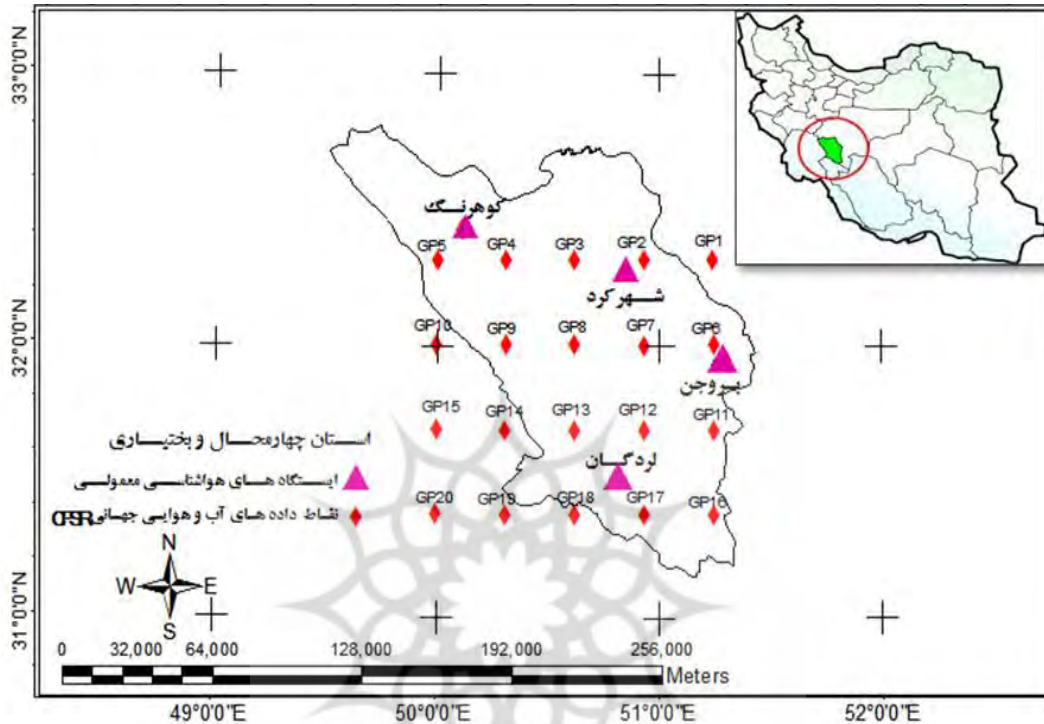 33°0'0"N
32°0'0"N
31°0'0"N
کوهرنگ
GP5 GP4 GP3 GP2 GP1
شهرکرد
GP10 GP9 GP8 GP7 GP6
بروجن
GP15 GP14 GP13 GP12 GP11
لردگان
GP20 GP19 GP18 GP17 GP16
استان چهارمحال و بختیاری
ایستگاه های هواشناسی معمولی
نقاط داده های آب و هوایی جهانی
N
W E
S
0 32,000 64,000 128,000 192,000 256,000
Meters
49°0'0"E 50°0'0"E 51°0'0"E 52°0'0"E